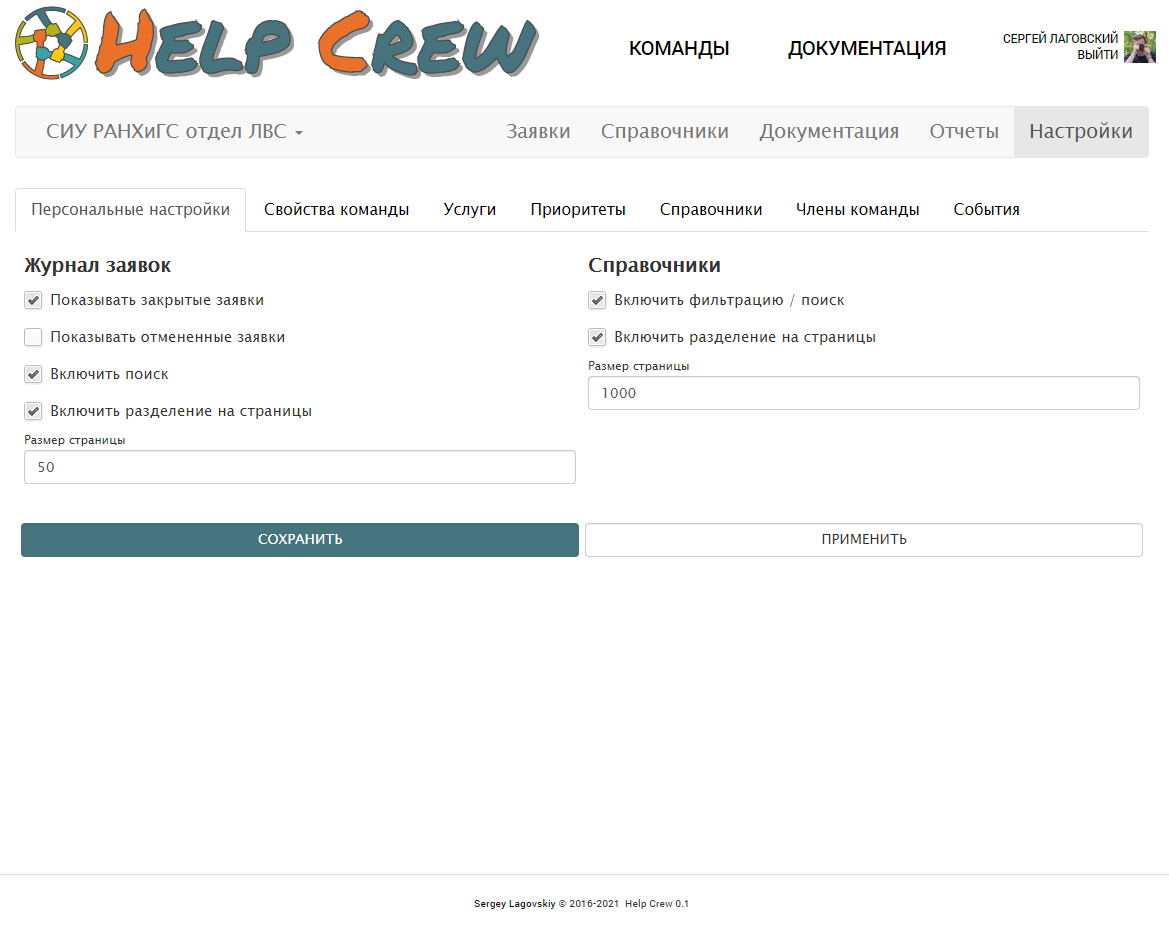 HELP CREW
КОМАНДЫ
ДОКУМЕНТАЦИЯ
СЕРГЕЙ ЛАГОВСКИЙ
ВЫЙТИ
СИУ РАНХиГС отдел ЛВС
Заявки
Справочники
Документация
Отчеты
Настройки
Персональные настройки
Свойства команды
Услуги
Приоритеты
Справочники
Члены команды
События
Журнал заявок
Показывать закрытые заявки
Показывать отмененные заявки
Включить поиск
Включить разделение на страницы
Размер страницы
50
Справочники
Включить фильтрацию / поиск
Включить разделение на страницы
Размер страницы
1000
СОХРАНИТЬ
ПРИМЕНИТЬ
Sergey Lagovskiy © 2016-2021 Help Crew 0.1